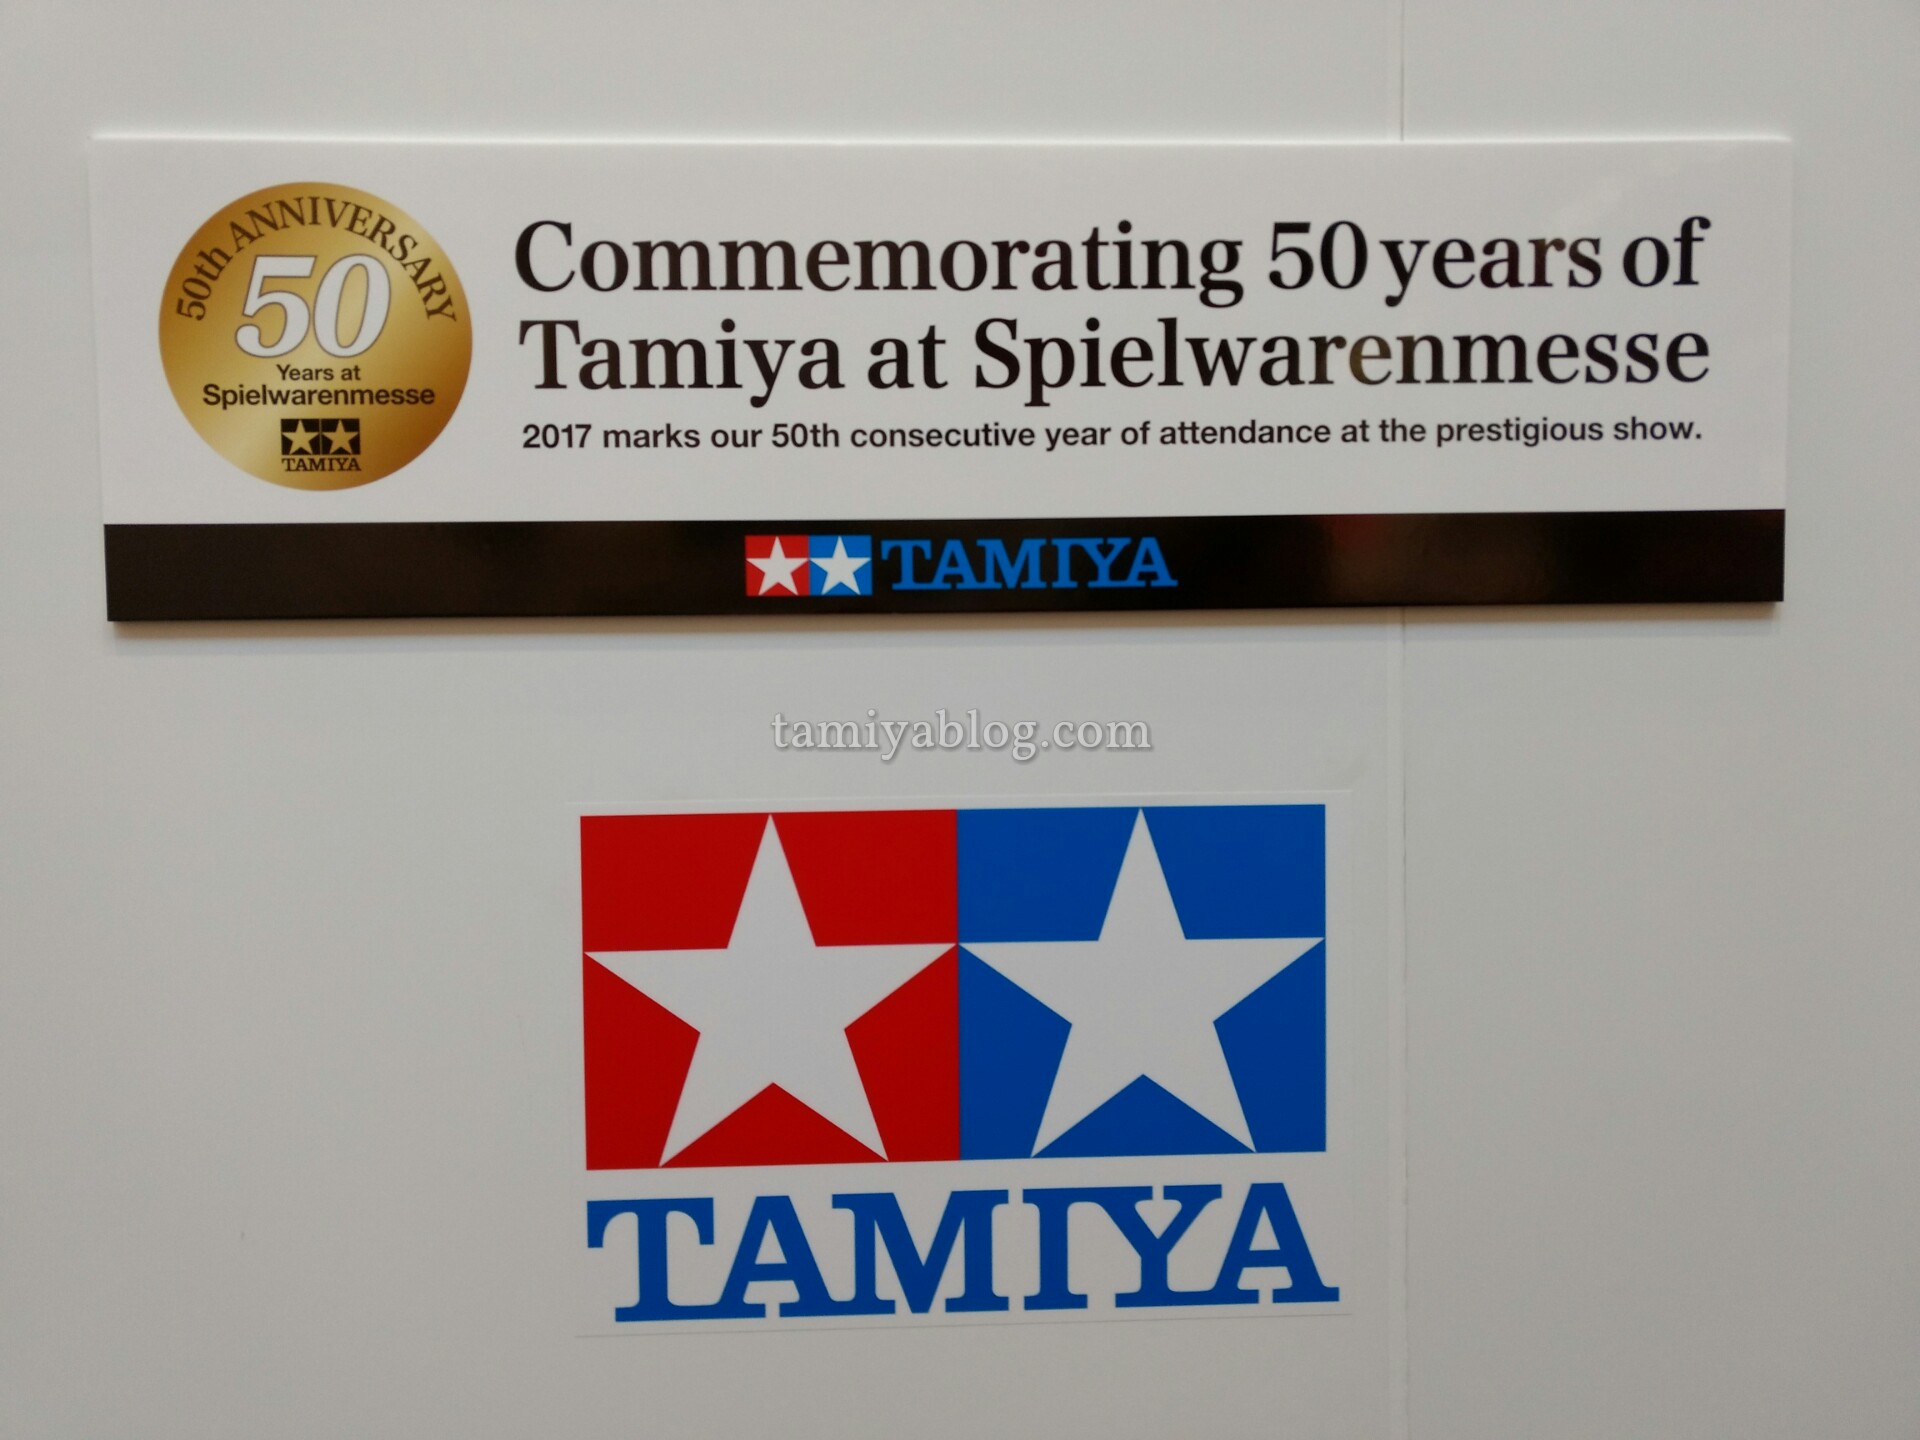 50th ANNIVERSARY
50
Years at
Spielwarenmesse
TAMIYA
Commemorating 50 years of
Tamiya at Spielwarenmesse
2017 marks our 50th consecutive year of attendance at the prestigious show.
TAMIYA
tamiyablog.com
TAMIYA